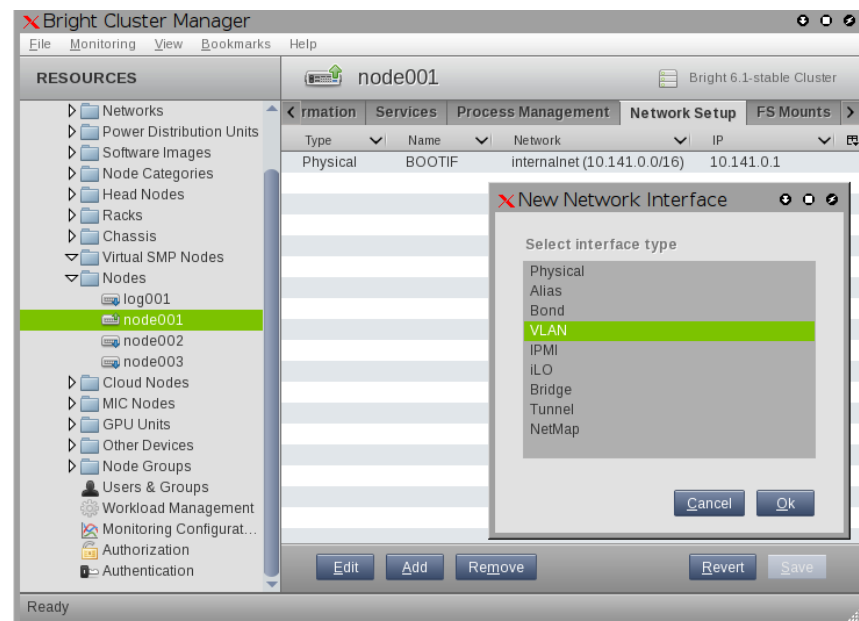 Bright Cluster Manager
File Monitoring View Bookmarks Help
RESOURCES
node001
Bright 6.1-stable Cluster
Networks
Power Distribution Units
Software Images
Node Categories
Head Nodes
Racks
Chassis
Virtual SMP Nodes
Nodes
log001
node001
node002
node003
Cloud Nodes
MIC Nodes
GPU Units
Other Devices
Node Groups
Users & Groups
Workload Management
Monitoring Configurat...
Authorization
Authentication
rmation Services Process Management Network Setup FS Mounts
Type Name Network IP
Physical BOOTIF internalnet (10.141.0.0/16) 10.141.0.1
New Network Interface
Select interface type
Physical
Alias
Bond
VLAN
IPMI
iLO
Bridge
Tunnel
NetMap
Cancel Ok
Edit Add Remove Revert Save
Ready